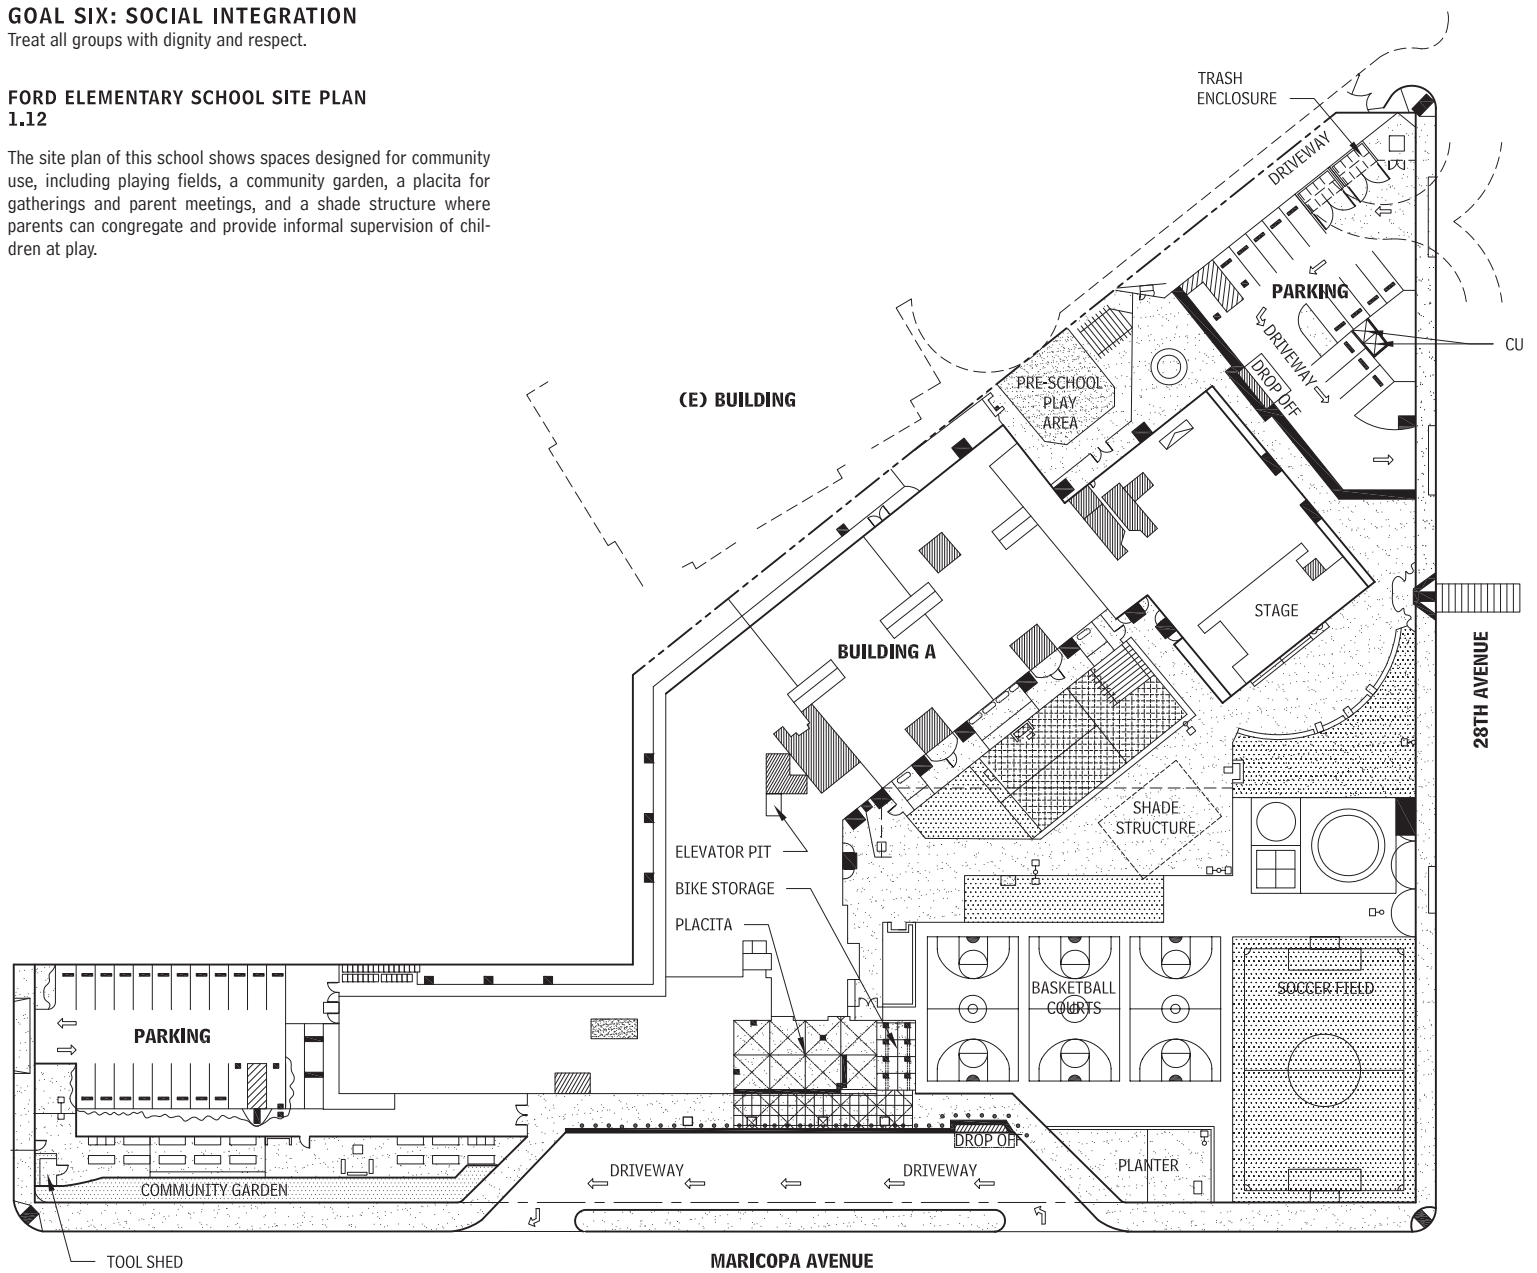 GOAL SIX: SOCIAL INTEGRATION
Treat all groups with dignity and respect.
FORD ELEMENTARY SCHOOL SITE PLAN
1.12
The site plan of this school shows spaces designed for community
use, including playing fields, a community garden, a placita for
gatherings and parent meetings, and a shade structure where
parents can congregate and provide informal supervision of chil-
dren at play.
TRASH
ENCLOSURE
DRIVEWAY
PARKING
DRIVEWAY
DROP OFF
CU
PRE-SCHOOL
PLAY
AREA
(E) BUILDING
STAGE
BUILDING A
28TH AVENUE
SHADE
STRUCTURE
ELEVATOR PIT
BIKE STORAGE
PLACITA
BASKETBALL
COURTS
SOCCER FIELD
PARKING
DROP OFF
DRIVEWAY
DRIVEWAY
PLANTER
COMMUNITY GARDEN
TOOL SHED
MARICOPA AVENUE